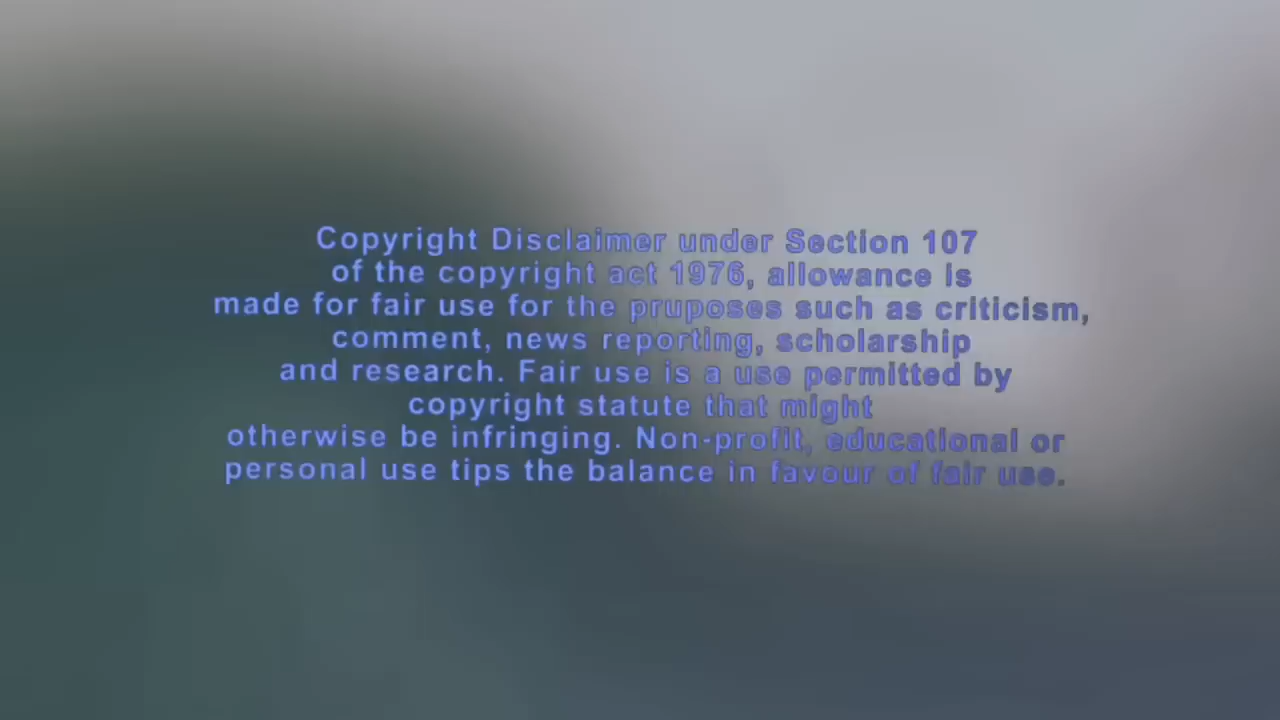 Copyright Disclaimer under Section 107
of the copyright act 1976, allowance is
made for fair use for the pruposes such as criticism,
comment, news reporting, scholarship
and research. Fair use is a use permitted by
copyright statute that might
otherwise be infringing. Non-profit, educational or
personal use tips the balance in favour of fair use.